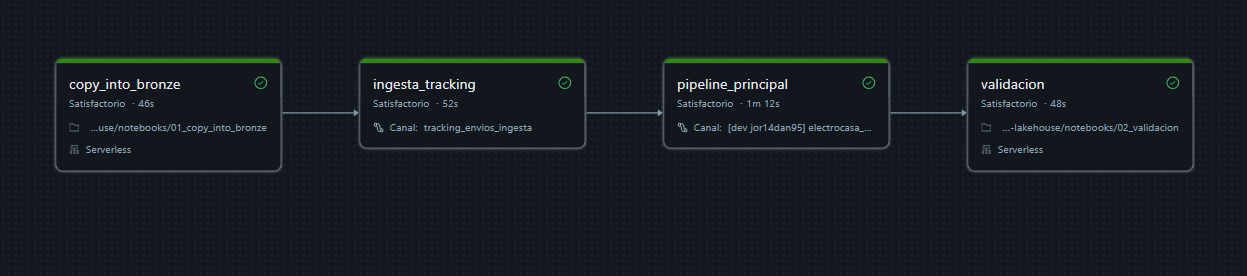 copy_into_bronze
Satisfactorio · 46s
...use/notebooks/01_copy_into_bronze
Serverless
ingesta_tracking
Satisfactorio · 52s
Canal: tracking_envios_ingesta
pipeline_principal
Satisfactorio · 1m 12s
Canal: [dev jor14dan95] electrocasa_...
validacion
Satisfactorio · 48s
...-lakehouse/notebooks/02_validacion
Serverless